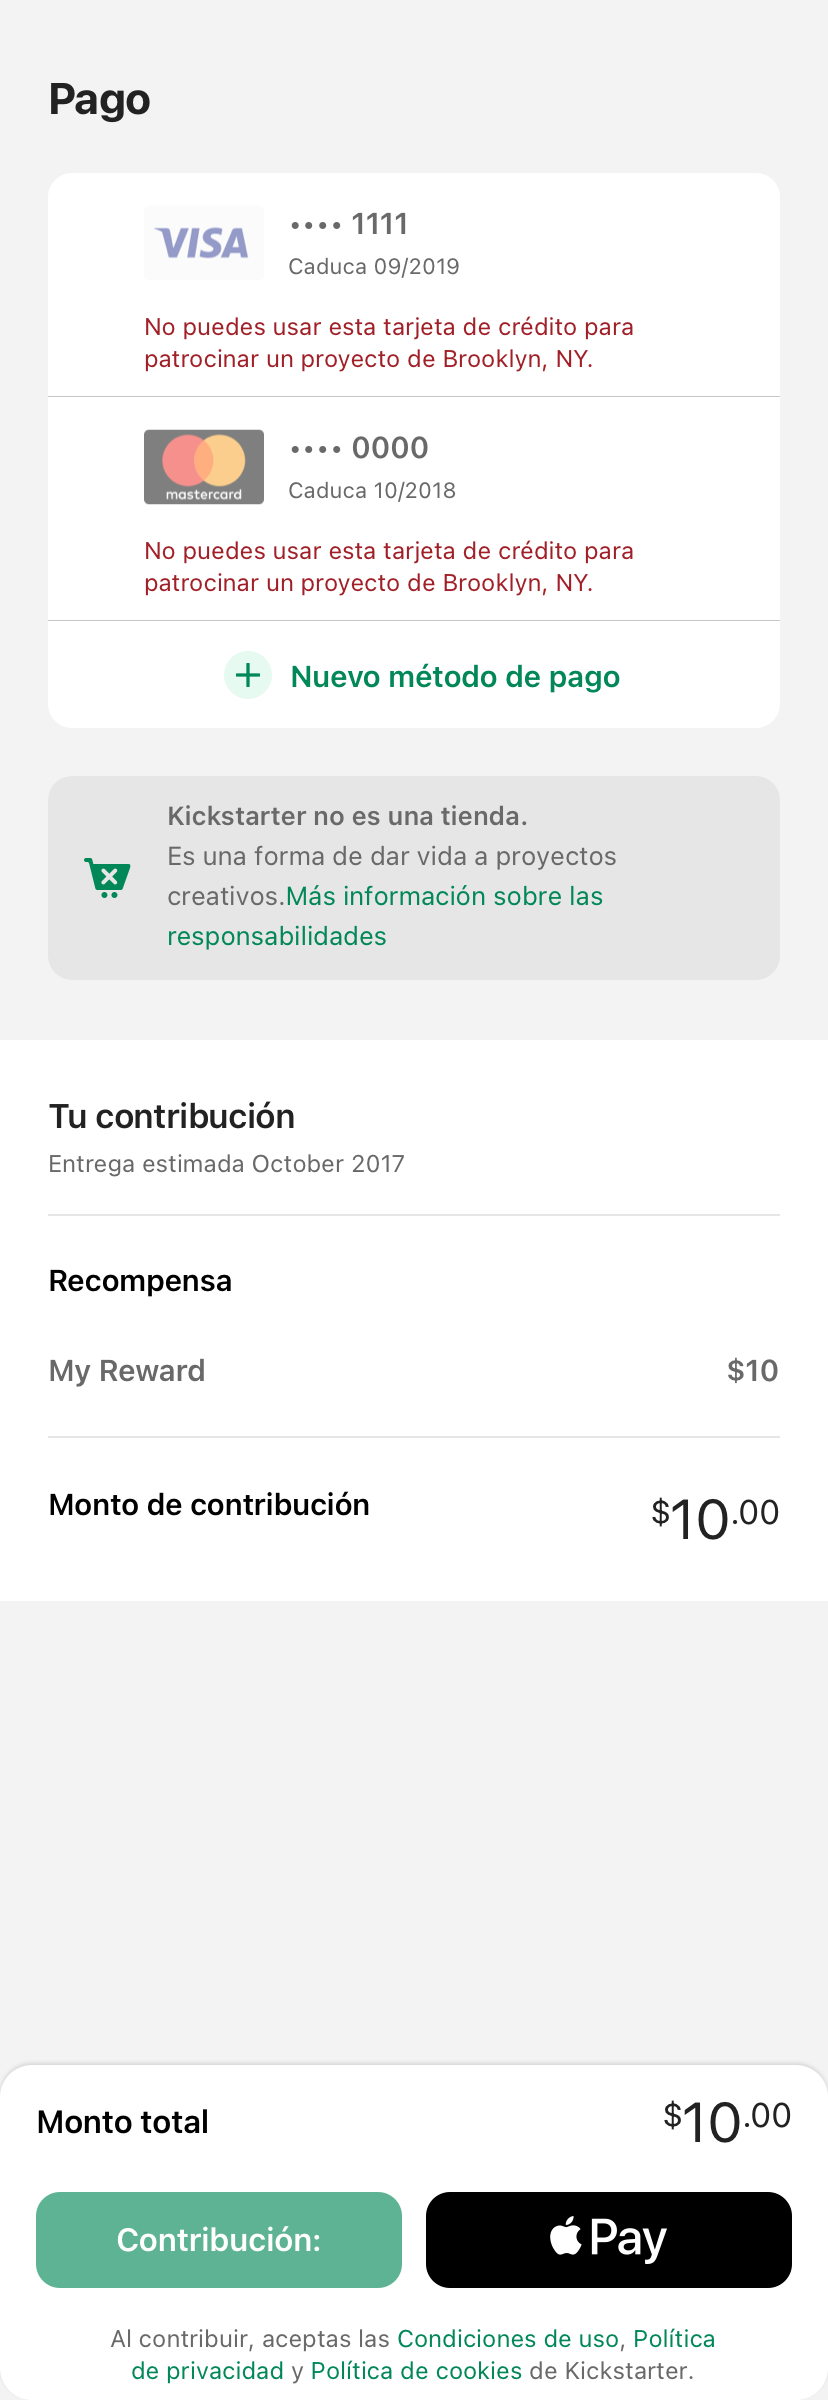 Pago
VISA
•••• 1111
Caduca 09/2019
No puedes usar esta tarjeta de crédito para
patrocinar un proyecto de Brooklyn, NY.
mastercard
•••• 0000
Caduca 10/2018
No puedes usar esta tarjeta de crédito para
patrocinar un proyecto de Brooklyn, NY.
+ Nuevo método de pago
Kickstarter no es una tienda.
Es una forma de dar vida a proyectos
creativos.Más información sobre las
responsabilidades
Tu contribución
Entrega estimada October 2017
Recompensa
My Reward $10
Monto de contribución $10.00
Monto total $10.00
Contribución:
Pay
Al contribuir, aceptas las Condiciones de uso, Política
de privacidad y Política de cookies de Kickstarter.